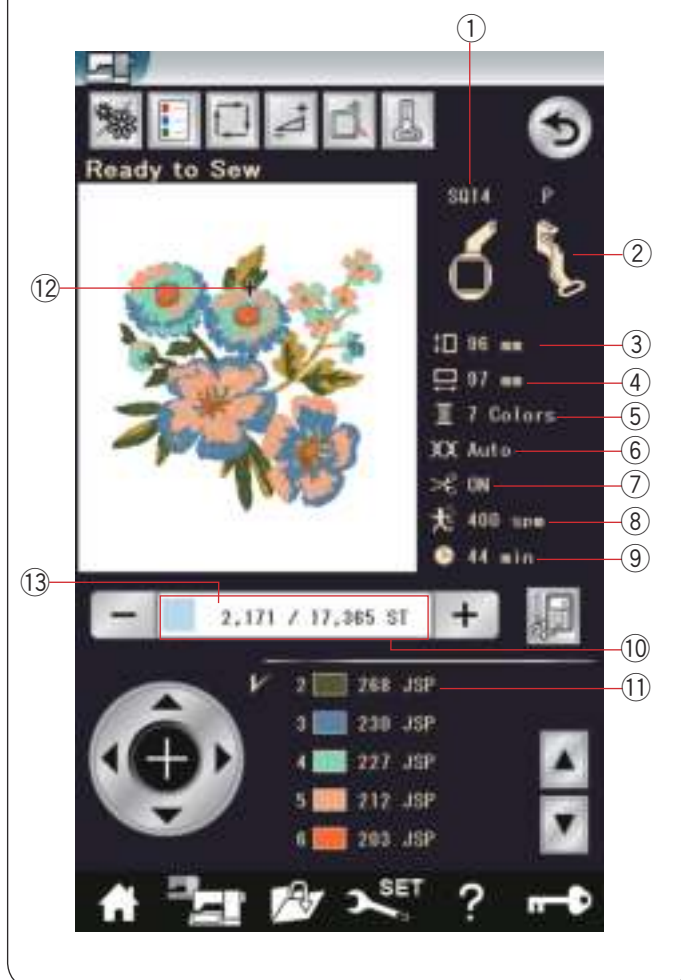 ①
Ready to Sew
SQ14 P
②
⑫
96 mm ③
97 mm ④
7 Colors ⑤
Auto ⑥
ON ⑦
400 spm ⑧
44 min ⑨
⑬
− 2,171 / 17,365 ST +
⑩
2 268 JSP ⑪
3 230 JSP
4 227 JSP
5 212 JSP
6 203 JSP
SET
?